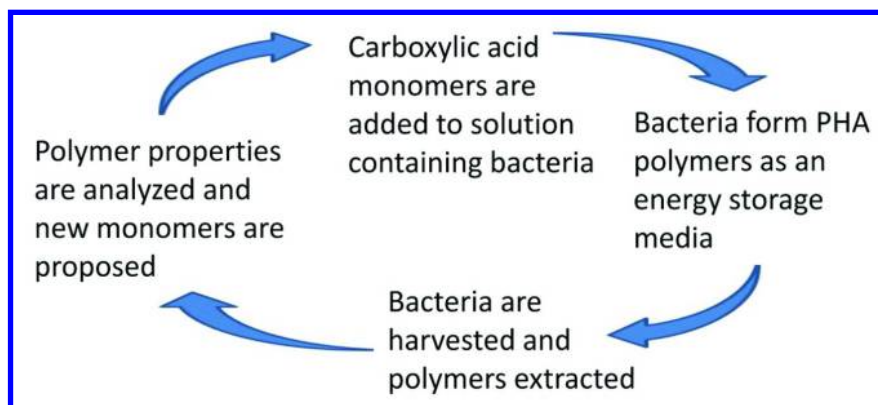 Carboxylic acid
monomers are
added to solution
containing bacteria
Bacteria form PHA
polymers as an
energy storage
media
Bacteria are
harvested and
polymers extracted
Polymer properties
are analyzed and
new monomers are
proposed